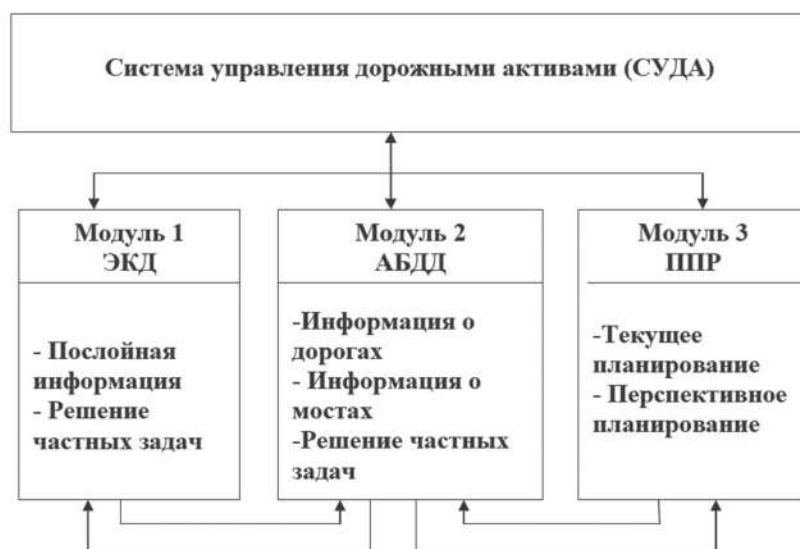 Система управления дорожными активами (СУДА)
Модуль 1
ЭКД
- Послойная
информация
- Решение
частных задач
Модуль 2
АБДД
-Информация о
дорогах
- Информация о
мостах
-Решение частных
задач
Модуль 3
ППР
-Текущее
планирование
- Перспективное
планирование